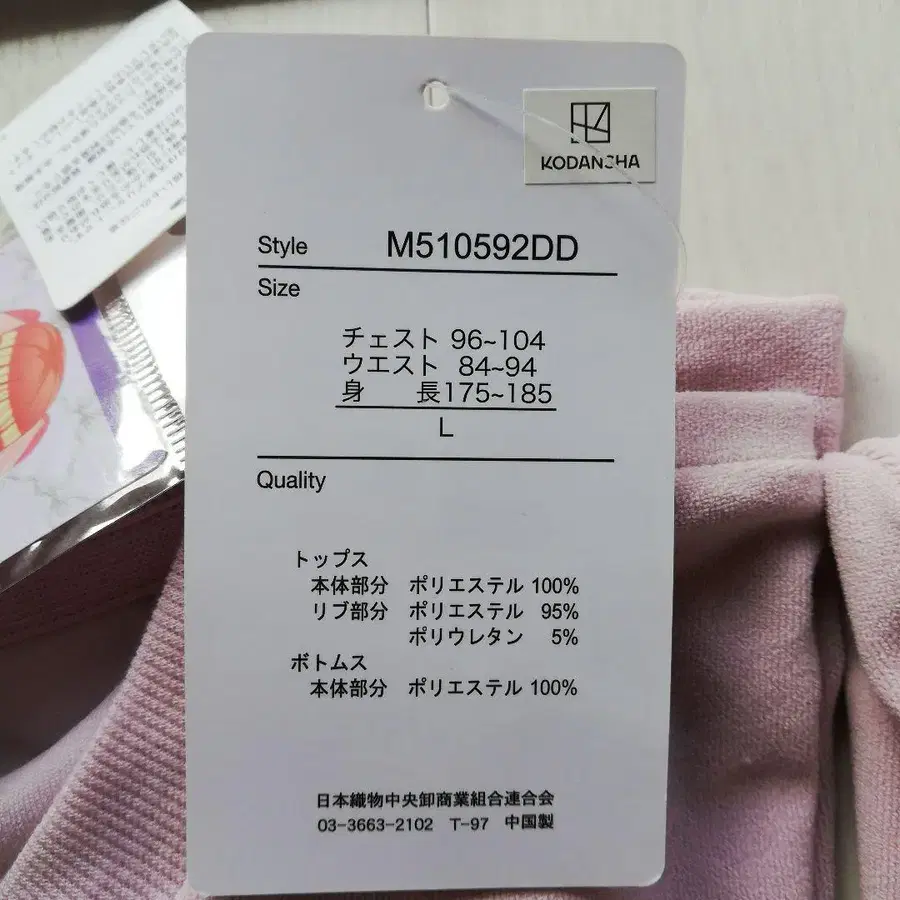 KODANCHA
Style M510592DD
Size
チェスト 96~104
ウエスト 84~94
身 長175~185
L
Quality
トップス
本体部分 ポリエステル 100%
リブ部分 ポリエステル 95%
ポリウレタン 5%
ボトムス
本体部分 ポリエステル 100%
日本織物中央卸商業組合連合会
03-3663-2102 T-97 中国製